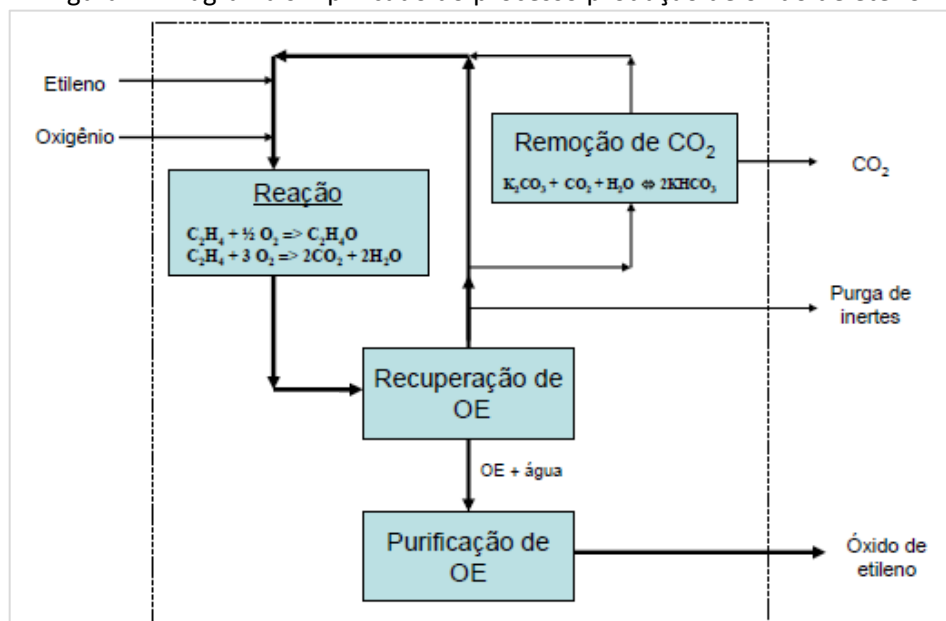 Etileno
Oxigênio
Reação
C₂H₄ + ½ O₂ => C₂H₄O
C₂H₄ + 3 O₂ => 2CO₂ + 2H₂O
Remoção de CO₂
K₂CO₃ + CO₂ + H₂O ⇔ 2KHCO₃
CO₂
Purga de
inertes
Recuperação de
OE
OE + água
Purificação de
OE
Óxido de
etileno